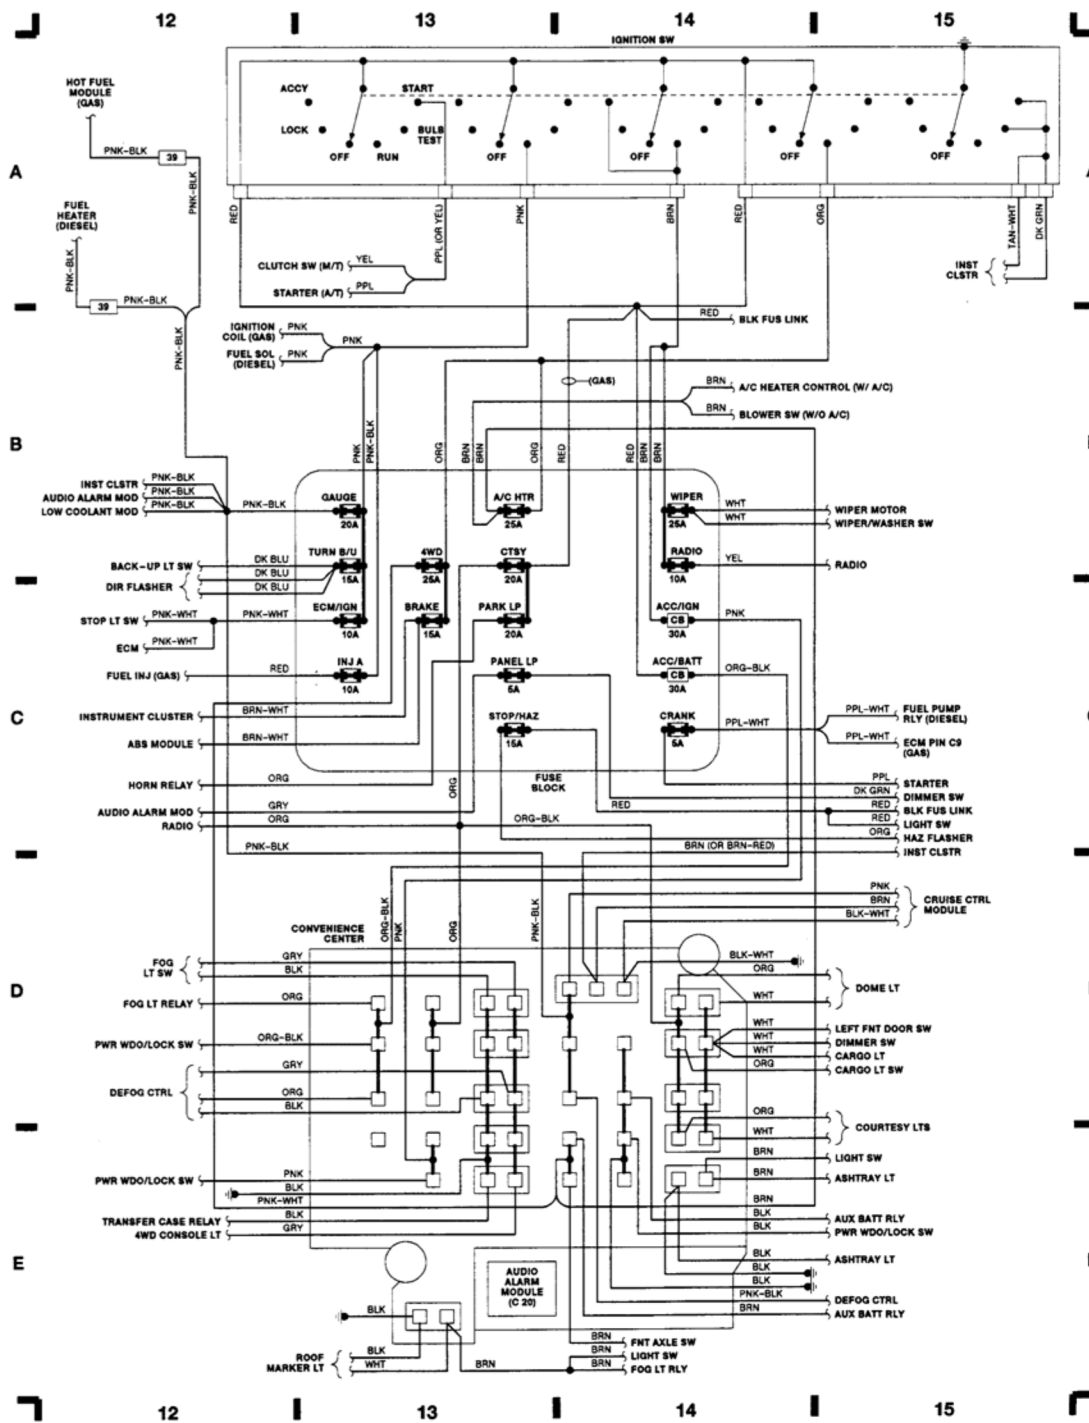 12 13 14 15
IGNITION SW
HOT FUEL
MODULE
(GAS)
ACCY
START
LOCK
BULB
TEST
OFF
RUN
OFF
OFF
OFF
OFF
PNK-BLK
39
A
PNK-BLK
FUEL
HEATER
(DIESEL)
RED
PPL (OR YEL)
PNK
BRN
RED
ORG
TAN-WHT
DK GRN
PNK-BLK
CLUTCH SW (M/T)
YEL
STARTER (A/T)
PPL
INST
CLSTR
39
PNK-BLK
RED
BLK FUS LINK
IGNITION
COIL (GAS)
PNK
PNK
FUEL SOL
(DIESEL)
PNK
PNK-BLK
(GAS)
BRN
A/C HEATER CONTROL (W/ A/C)
BRN
BLOWER SW (W/O A/C)
B
PNK
PNK-BLK
ORG
BRN
BRN
ORG
RED
RED
BRN
BRN
INST CLSTR
PNK-BLK
AUDIO ALARM MOD
PNK-BLK
LOW COOLANT MOD
PNK-BLK
PNK-BLK
GAUGE
20A
A/C HTR
25A
WIPER
25A
WHT
WIPER MOTOR
WHT
WIPER/WASHER SW
BACK-UP LT SW
DK BLU
DIR FLASHER
DK BLU
DK BLU
TURN B/U
15A
4WD
25A
CTSY
20A
RADIO
10A
YEL
RADIO
STOP LT SW
PNK-WHT
PNK-WHT
ECM
PNK-WHT
ECM/IGN
10A
BRAKE
15A
PARK LP
20A
ACC/IGN
CB
30A
PNK
FUEL INJ (GAS)
RED
INJ A
10A
PANEL LP
5A
ACC/BATT
CB
30A
ORG-BLK
C
INSTRUMENT CLUSTER
BRN-WHT
STOP/HAZ
15A
CRANK
5A
PPL-WHT
PPL-WHT
FUEL PUMP
RLY (DIESEL)
ABS MODULE
BRN-WHT
PPL-WHT
ECM PIN C9
(GAS)
HORN RELAY
ORG
ORG
FUSE
BLOCK
PPL
STARTER
DK GRN
DIMMER SW
AUDIO ALARM MOD
GRY
RED
RED
BLK FUS LINK
RADIO
ORG
ORG-BLK
RED
LIGHT SW
ORG
HAZ FLASHER
PNK-BLK
BRN (OR BRN-RED)
INST CLSTR
ORG-BLK
PNK
ORG
PNK-BLK
PNK
BRN
BLK-WHT
CRUISE CTRL
MODULE
CONVENIENCE
CENTER
FOG
LT SW
GRY
BLK
BLK-WHT
ORG
DOME LT
D
FOG LT RELAY
ORG
WHT
PWR WDO/LOCK SW
ORG-BLK
WHT
LEFT FNT DOOR SW
WHT
DIMMER SW
WHT
CARGO LT
ORG
CARGO LT SW
DEFOG CTRL
GRY
ORG
BLK
ORG
COURTESY LTS
WHT
BRN
LIGHT SW
PWR WDO/LOCK SW
PNK
BLK
PNK-WHT
BRN
ASHTRAY LT
BRN
TRANSFER CASE RELAY
BLK
4WD CONSOLE LT
GRY
BLK
AUX BATT RLY
BLK
PWR WDO/LOCK SW
E
AUDIO
ALARM
MODULE
(C 20)
BLK
ASHTRAY LT
BLK
BLK
PNK-BLK
DEFOG CTRL
BRN
AUX BATT RLY
BLK
BRN
FNT AXLE SW
ROOF
MARKER LT
BLK
WHT
BRN
BRN
LIGHT SW
BRN
FOG LT RLY
12 13 14 15